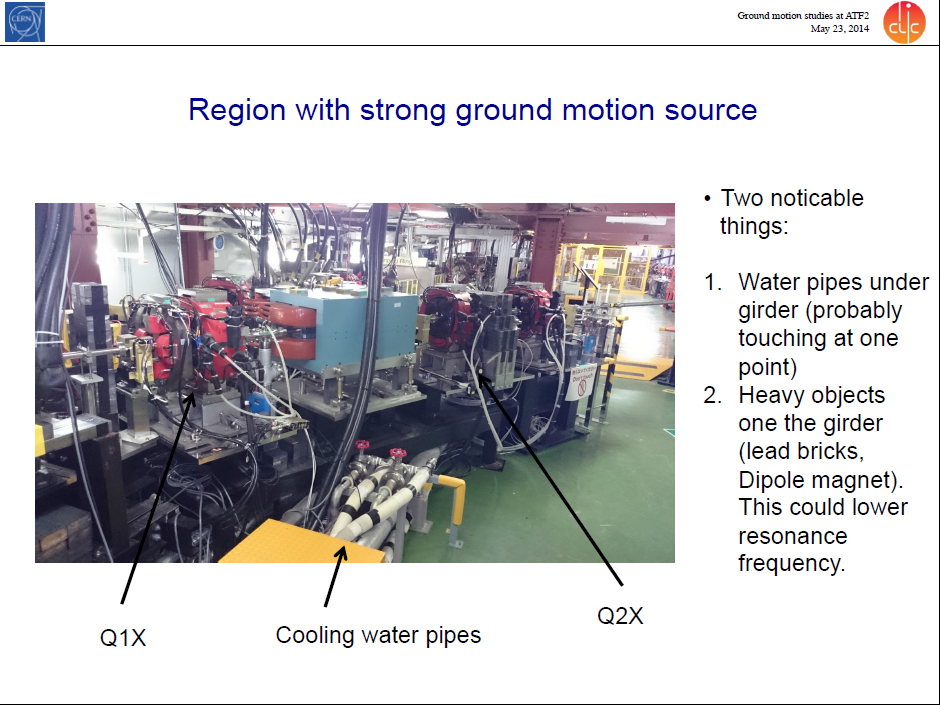 CERN
Ground motion studies at ATF2
May 23, 2014
clic
Region with strong ground motion source
• Two noticable
things:
1. Water pipes under
girder (probably
touching at one
point)
2. Heavy objects
one the girder
(lead bricks,
Dipole magnet).
This could lower
resonance
frequency.
Q1X
Cooling water pipes
Q2X